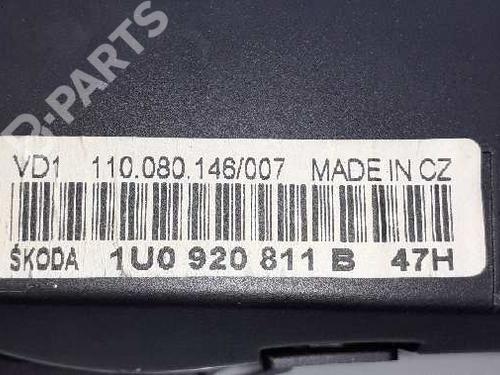 B-PARTS
VD1 110.080.146/007 MADE IN CZ
ŠKODA 1U0 920 811 B 47H